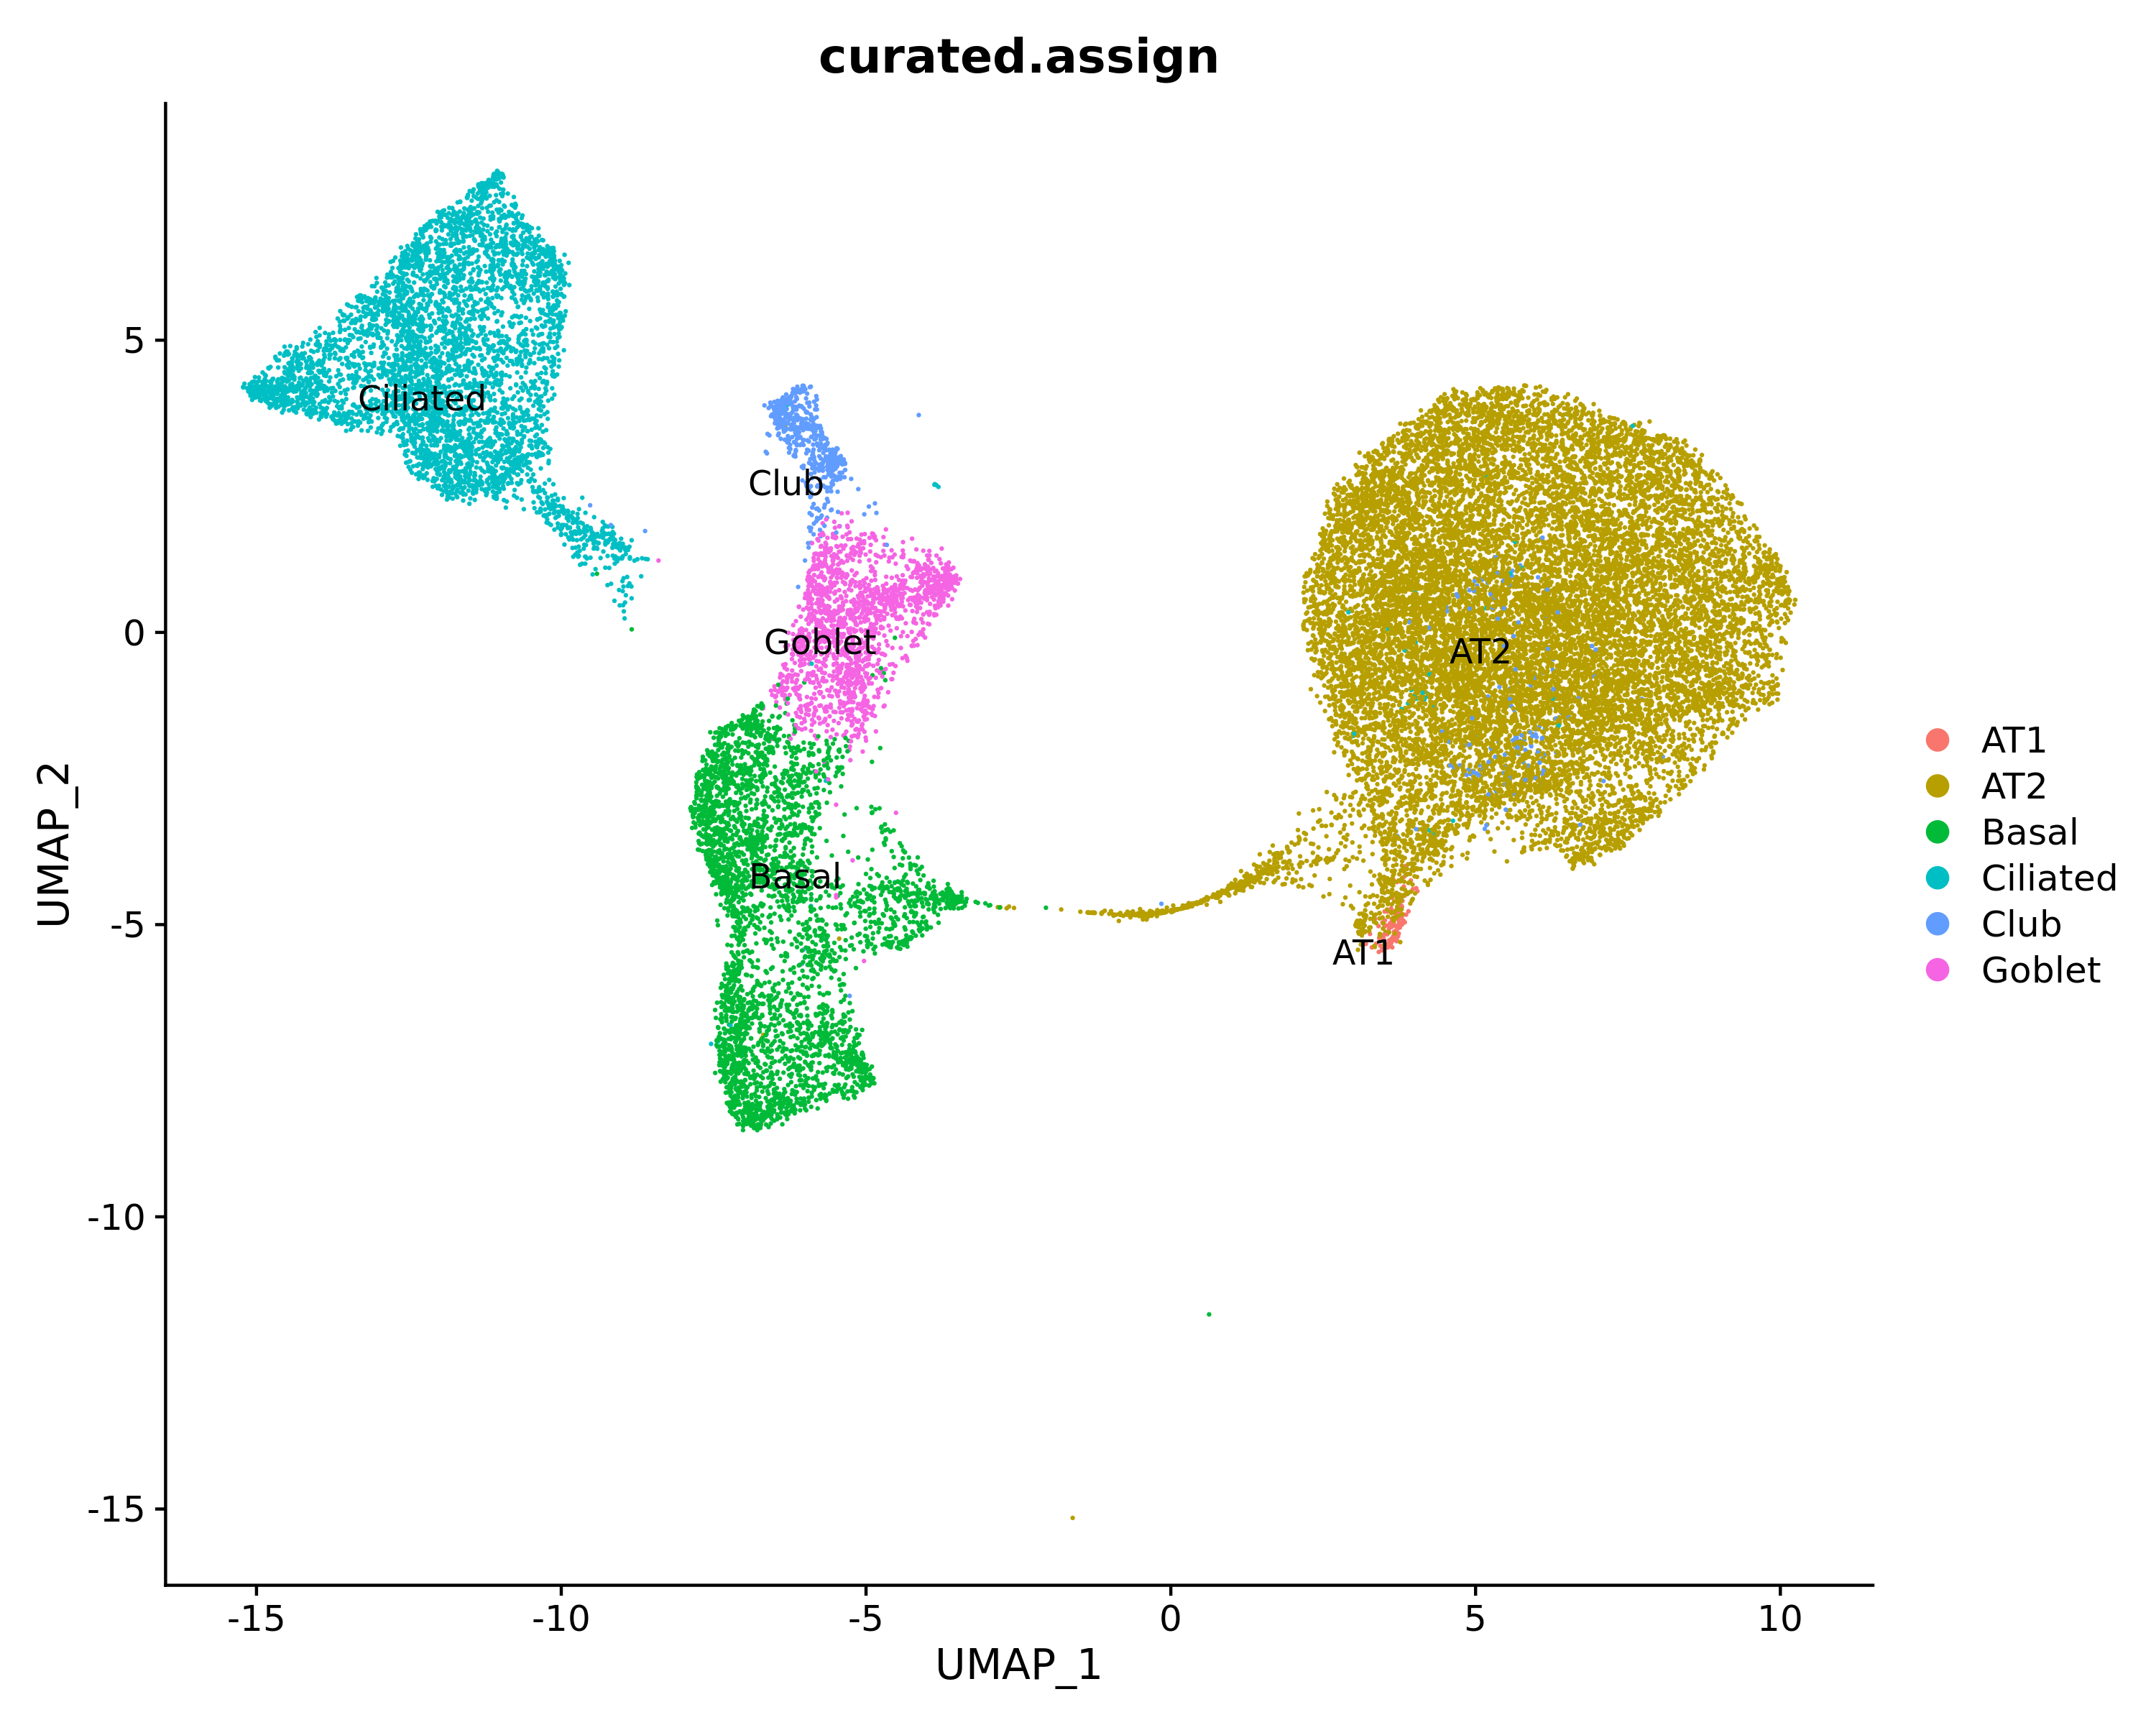 curated.assign
UMAP_2
5
0
-5
-10
-15
Ciliated
Club
Goblet
AT2
Basal
AT1
AT1
AT2
Basal
Ciliated
Club
Goblet
-15
-10
-5
0
5
10
UMAP_1